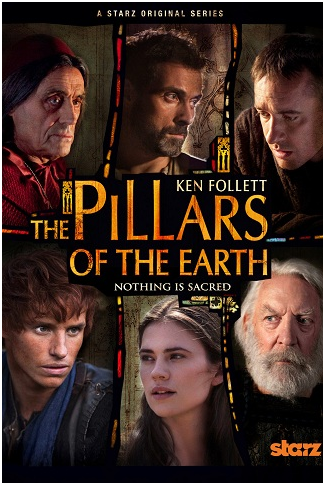 A STARZ ORIGINAL SERIES
KEN FOLLETT
THE PiLLARS
OF THE EARTH
NOTHING IS SACRED
starz